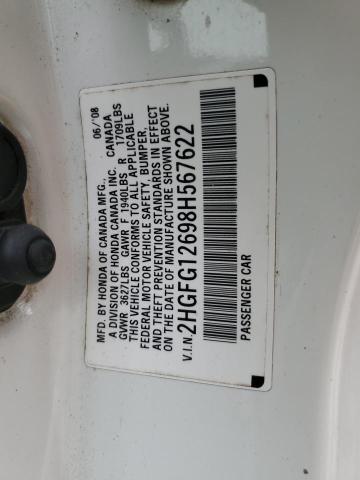 MFD. BY HONDA OF CANADA MFG.
A DIVISION OF HONDA CANADA INC. CANADA 06/'08
GVWR 3627LBS GAWR F 1940LBS R 1709LBS
THIS VEHICLE CONFORMS TO ALL APPLICABLE
FEDERAL MOTOR VEHICLE SAFETY, BUMPER,
AND THEFT PREVENTION STANDARDS IN EFFECT
ON THE DATE OF MANUFACTURE SHOWN ABOVE.
V.I.N. 2HGFG12698H567622
PASSENGER CAR